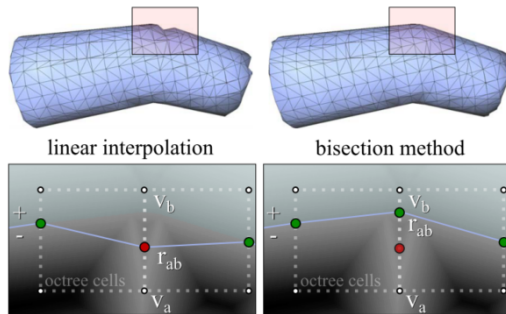 linear interpolation
bisection method
v_b
+
-
r_ab
octree cells
v_a
v_b
+
-
r_ab
octree cells
v_a